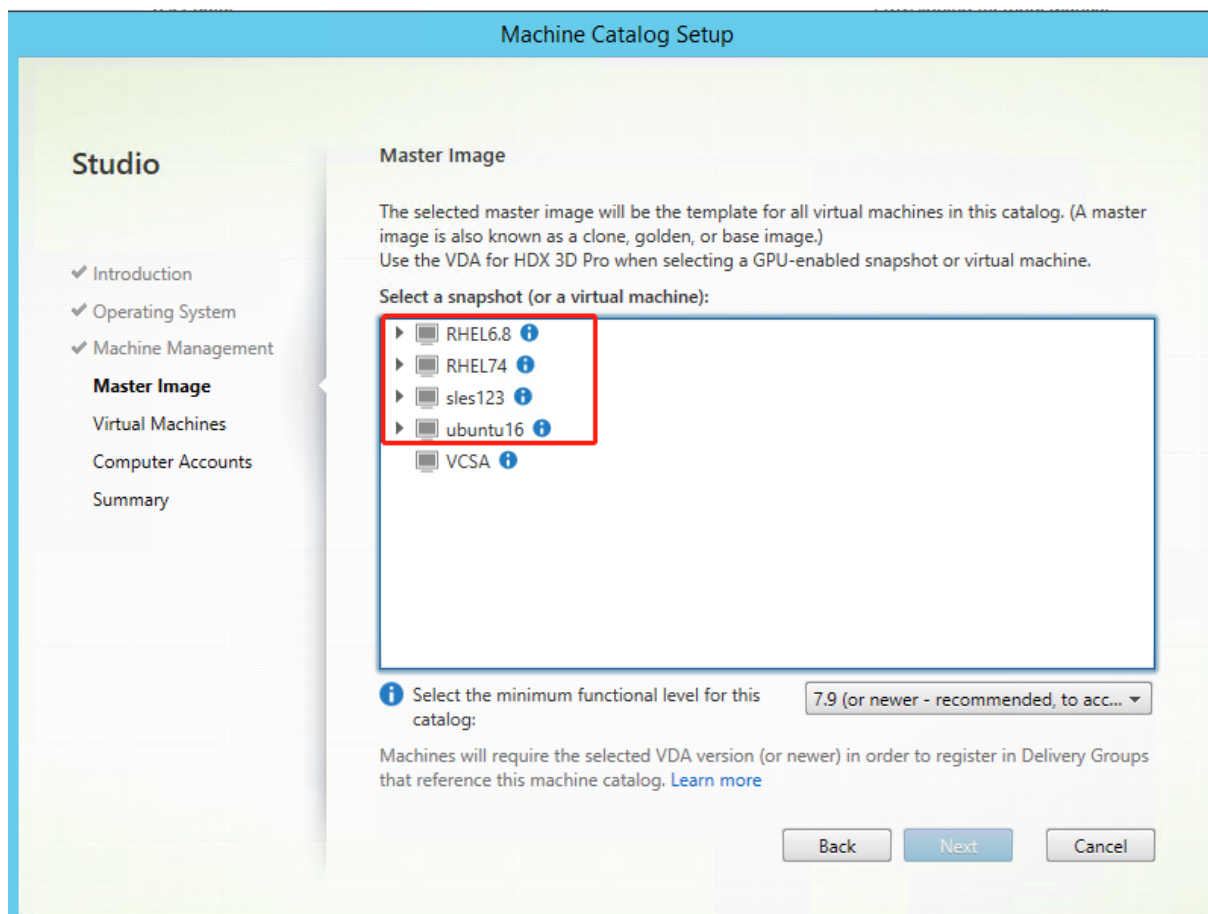 Machine Catalog Setup
Studio
Introduction
Operating System
Machine Management
Master Image
Virtual Machines
Computer Accounts
Summary
Master Image
The selected master image will be the template for all virtual machines in this catalog. (A master
image is also known as a clone, golden, or base image.)
Use the VDA for HDX 3D Pro when selecting a GPU-enabled snapshot or virtual machine.
Select a snapshot (or a virtual machine):
RHEL6.8
RHEL74
sles123
ubuntu16
VCSA
Select the minimum functional level for this
catalog:
7.9 (or newer - recommended, to acc...
Machines will require the selected VDA version (or newer) in order to register in Delivery Groups
that reference this machine catalog. Learn more
Back
Next
Cancel